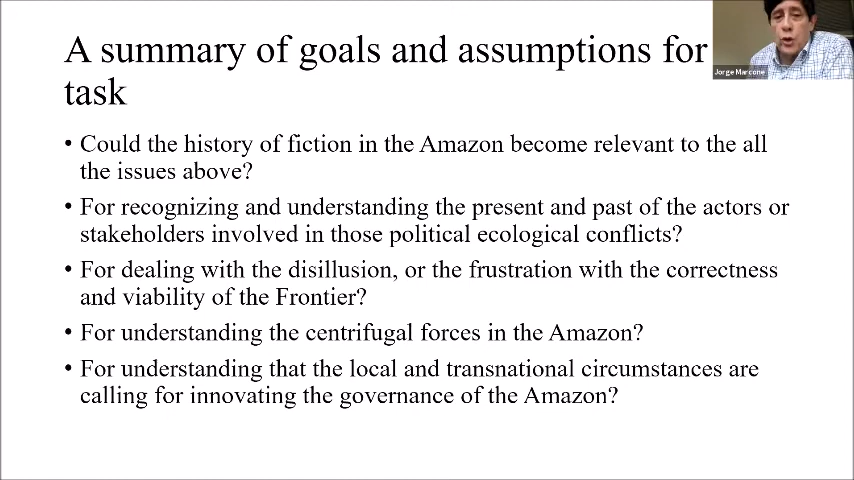 A summary of goals and assumptions for
task
Jorge Marcone
• Could the history of fiction in the Amazon become relevant to the all
the issues above?
• For recognizing and understanding the present and past of the actors or
stakeholders involved in those political ecological conflicts?
• For dealing with the disillusion, or the frustration with the correctness
and viability of the Frontier?
• For understanding the centrifugal forces in the Amazon?
• For understanding that the local and transnational circumstances are
calling for innovating the governance of the Amazon?